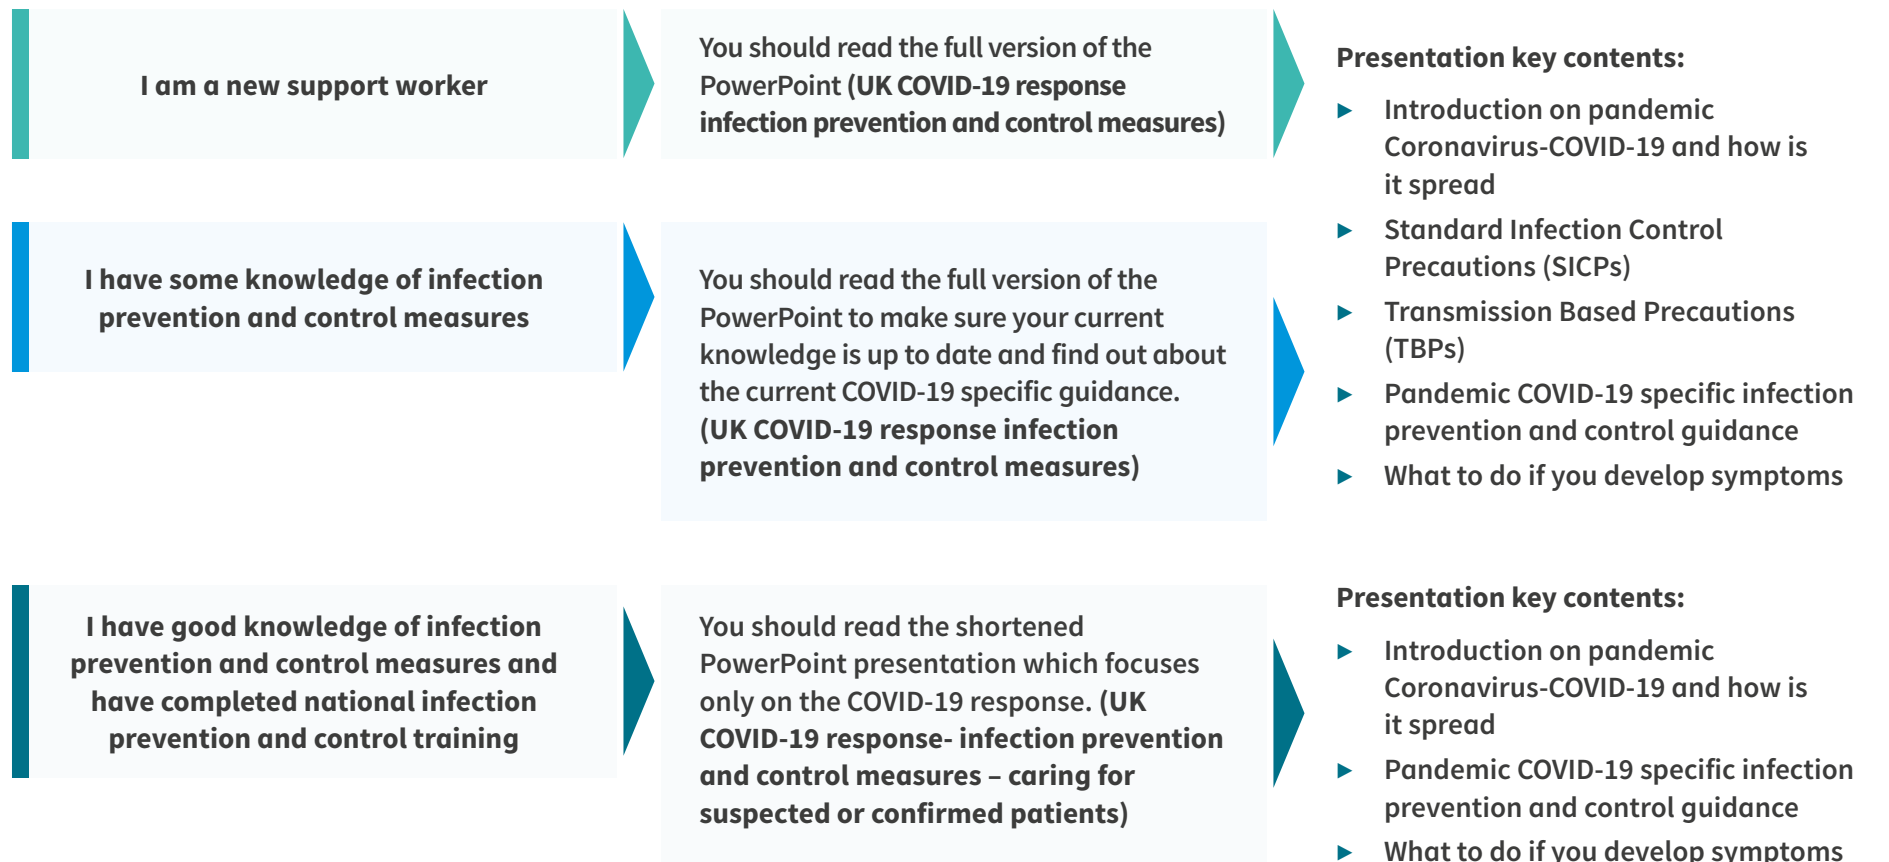 I am a new support worker
You should read the full version of the
PowerPoint (UK COVID-19 response
infection prevention and control measures)
Presentation key contents:
► Introduction on pandemic
Coronavirus-COVID-19 and how is
it spread
► Standard Infection Control
Precautions (SICPs)
► Transmission Based Precautions
(TBPs)
► Pandemic COVID-19 specific infection
prevention and control guidance
► What to do if you develop symptoms
I have some knowledge of infection
prevention and control measures
You should read the full version of the
PowerPoint to make sure your current
knowledge is up to date and find out about
the current COVID-19 specific guidance.
(UK COVID-19 response infection
prevention and control measures)
I have good knowledge of infection
prevention and control measures and
have completed national infection
prevention and control training
You should read the shortened
PowerPoint presentation which focuses
only on the COVID-19 response. (UK
COVID-19 response- infection prevention
and control measures – caring for
suspected or confirmed patients)
Presentation key contents:
► Introduction on pandemic
Coronavirus-COVID-19 and how is
it spread
► Pandemic COVID-19 specific infection
prevention and control guidance
► What to do if you develop symptoms